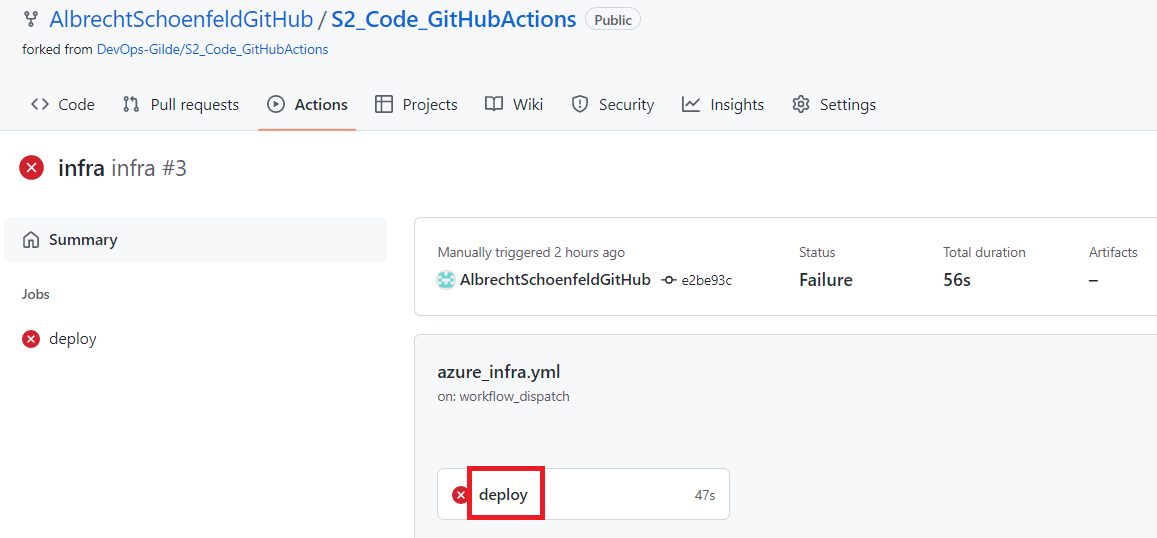 AlbrechtSchoenfeldGitHub / S2_Code_GitHubActions Public
forked from DevOps-Gilde/S2_Code_GitHubActions
Code Pull requests Actions Projects Wiki Security Insights Settings
infra infra #3
Summary
Jobs
deploy
Manually triggered 2 hours ago Status Total duration Artifacts
AlbrechtSchoenfeldGitHub e2be93c Failure 56s –
azure_infra.yml
on: workflow_dispatch
deploy 47s